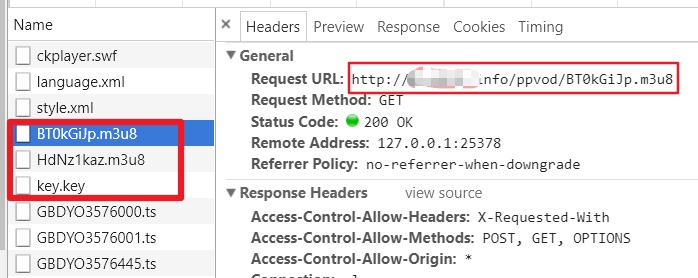 Name
ckplayer.swf
language.xml
style.xml
BT0kGiJp.m3u8
HdNz1kaz.m3u8
key.key
GBDYO3576000.ts
GBDYO3576001.ts
GBDYO3576445.ts
× Headers Preview Response Cookies Timing
▼ General
Request URL: http:// info/ppvod/BT0kGiJp.m3u8
Request Method: GET
Status Code: 200 OK
Remote Address: 127.0.0.1:25378
Referrer Policy: no-referrer-when-downgrade
▼ Response Headers view source
Access-Control-Allow-Headers: X-Requested-With
Access-Control-Allow-Methods: POST, GET, OPTIONS
Access-Control-Allow-Origin: *